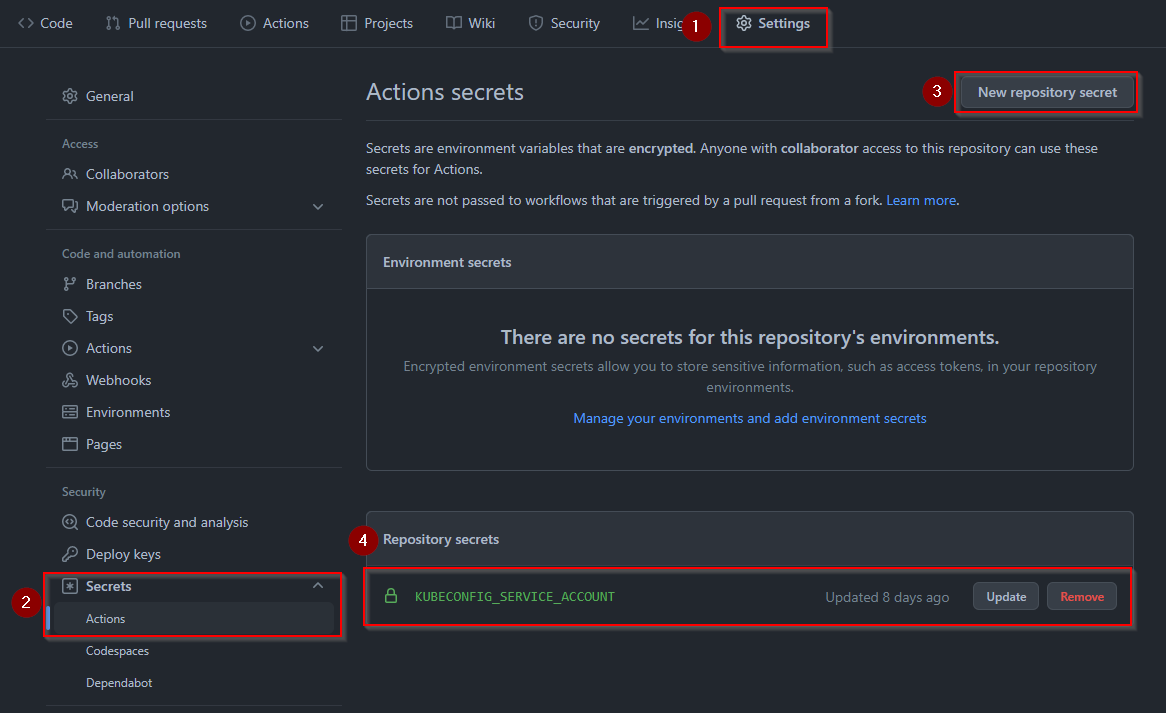 Code Pull requests Actions Projects Wiki Security Insig 1 Settings
Actions secrets
3 New repository secret
General
Access
Collaborators
Moderation options
Code and automation
Branches
Tags
Actions
Webhooks
Environments
Pages
Security
Code security and analysis
Deploy keys
2 Secrets
Actions
Codespaces
Dependabot
Secrets are environment variables that are encrypted. Anyone with collaborator access to this repository can use these
secrets for Actions.
Secrets are not passed to workflows that are triggered by a pull request from a fork. Learn more.
Environment secrets
There are no secrets for this repository's environments.
Encrypted environment secrets allow you to store sensitive information, such as access tokens, in your repository
environments.
Manage your environments and add environment secrets
4 Repository secrets
KUBECONFIG_SERVICE_ACCOUNT Updated 8 days ago Update Remove